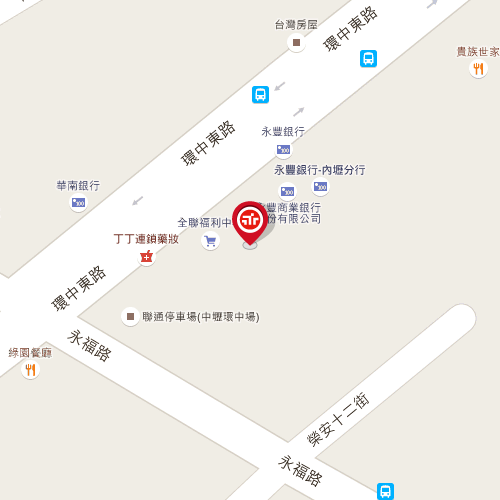 台灣房屋
環中東路
貴族世家
環中東路
永豐銀行
永豐銀行-內壢分行
華南銀行
永豐商業銀行
份有限公司
全聯福利中
丁丁連鎖藥妝
環中東路
聯通停車場(中壢環中場)
永福路
綠園餐廳
榮安十二街
永福路